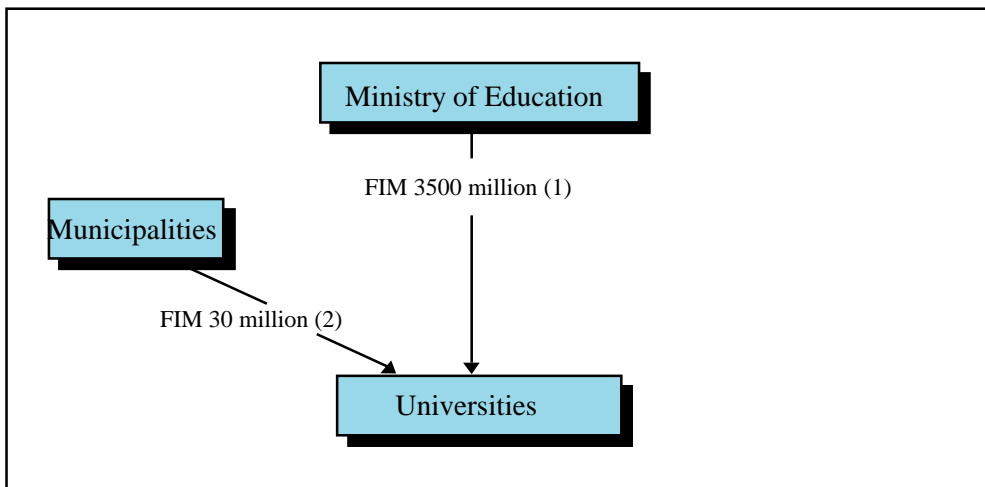 Ministry of Education
FIM 3500 million (1)
Municipalities
FIM 30 million (2)
Universities